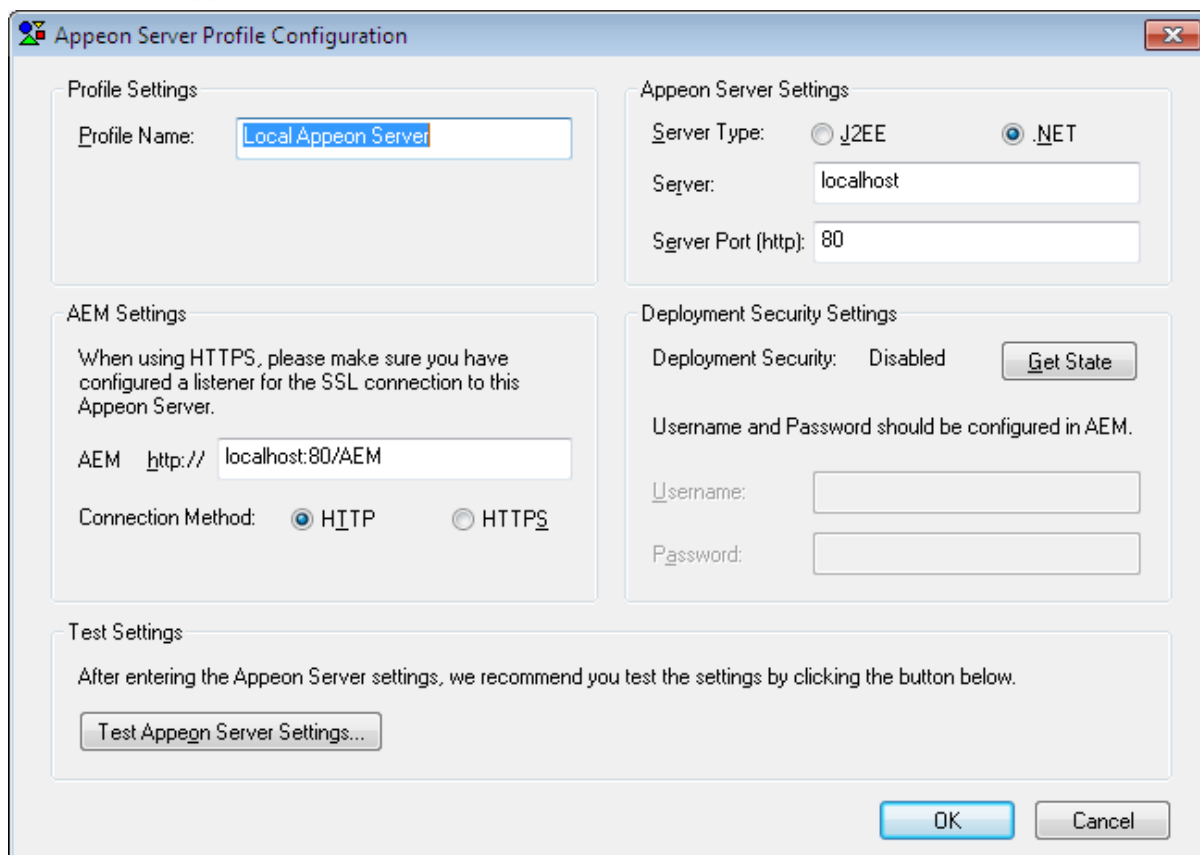 Appeon Server Profile Configuration
Profile Settings
Profile Name: Local Appeon Server
Appeon Server Settings
Server Type: J2EE .NET
Server: localhost
Server Port (http): 80
AEM Settings
When using HTTPS, please make sure you have
configured a listener for the SSL connection to this
Appeon Server.
AEM http:// localhost:80/AEM
Connection Method: HTTP HTTPS
Deployment Security Settings
Deployment Security: Disabled Get State
Username and Password should be configured in AEM.
Username:
Password:
Test Settings
After entering the Appeon Server settings, we recommend you test the settings by clicking the button below.
Test Appeon Server Settings...
OK Cancel